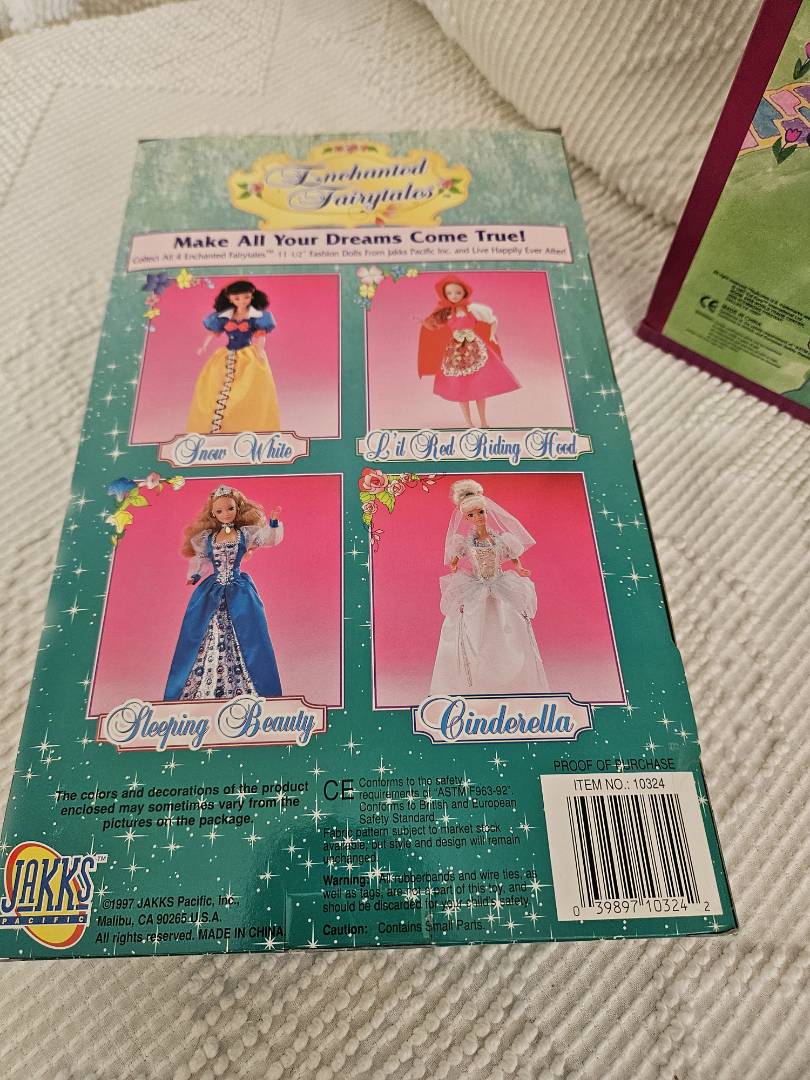 Enchanted
Fairytales™
Make All Your Dreams Come True!
Collect All 4 Enchanted Fairytales™ 11 1/2" Fashion Dolls From Jakks Pacific Inc. and Live Happily Ever After!
Snow White
L'il Red Riding Hood
Sleeping Beauty
Cinderella
The colors and decorations of the product
enclosed may sometimes vary from the
pictures on the package.
CE Conforms to the safety
requirements of "ASTM F963-92".
Conforms to British and European
Safety Standard.
Fabric pattern subject to market stock
available, but style and design will remain
unchanged.
Warning: All rubberbands and wire ties, as
well as tags, are not a part of this toy, and
should be discarded for your child's safety.
Caution: Contains Small Parts.
PROOF OF PURCHASE
ITEM NO.: 10324
0 39897 10324 2
JAKKS™
PACIFIC
©1997 JAKKS Pacific, Inc.,
Malibu, CA 90265 U.S.A.
All rights reserved. MADE IN CHINA
CE